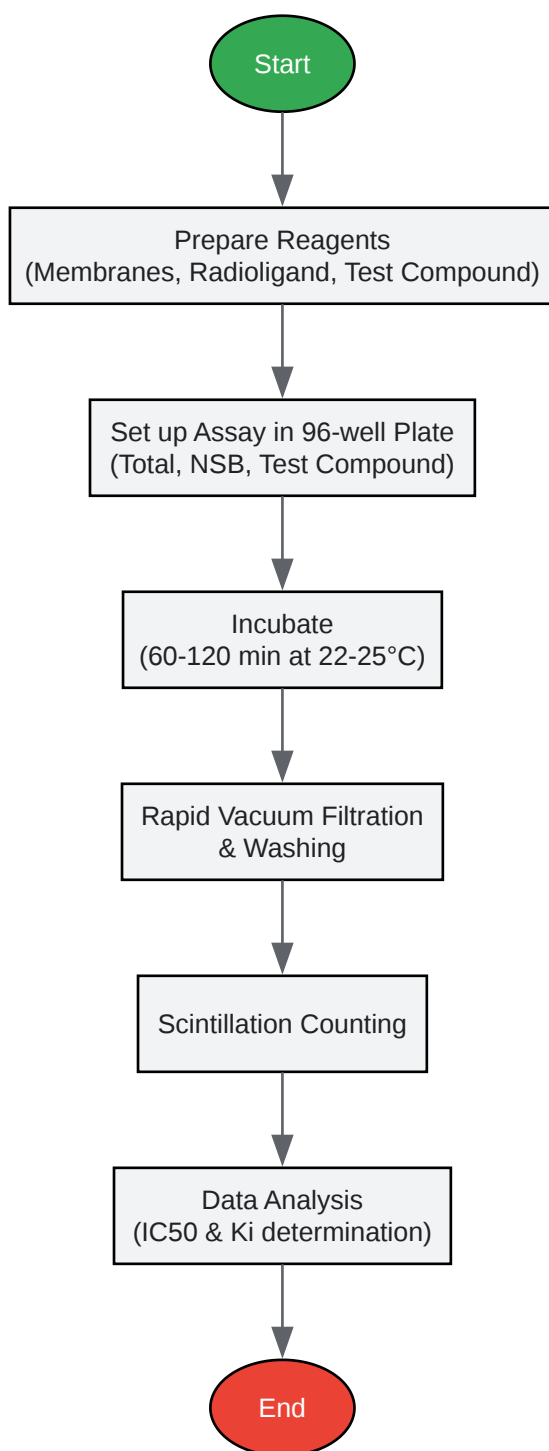 Start
Prepare Reagents
(Membranes, Radioligand, Test Compound)
Set up Assay in 96-well Plate
(Total, NSB, Test Compound)
Incubate
(60-120 min at 22-25°C)
Rapid Vacuum Filtration
& Washing
Scintillation Counting
Data Analysis
(IC50 & Ki determination)
End